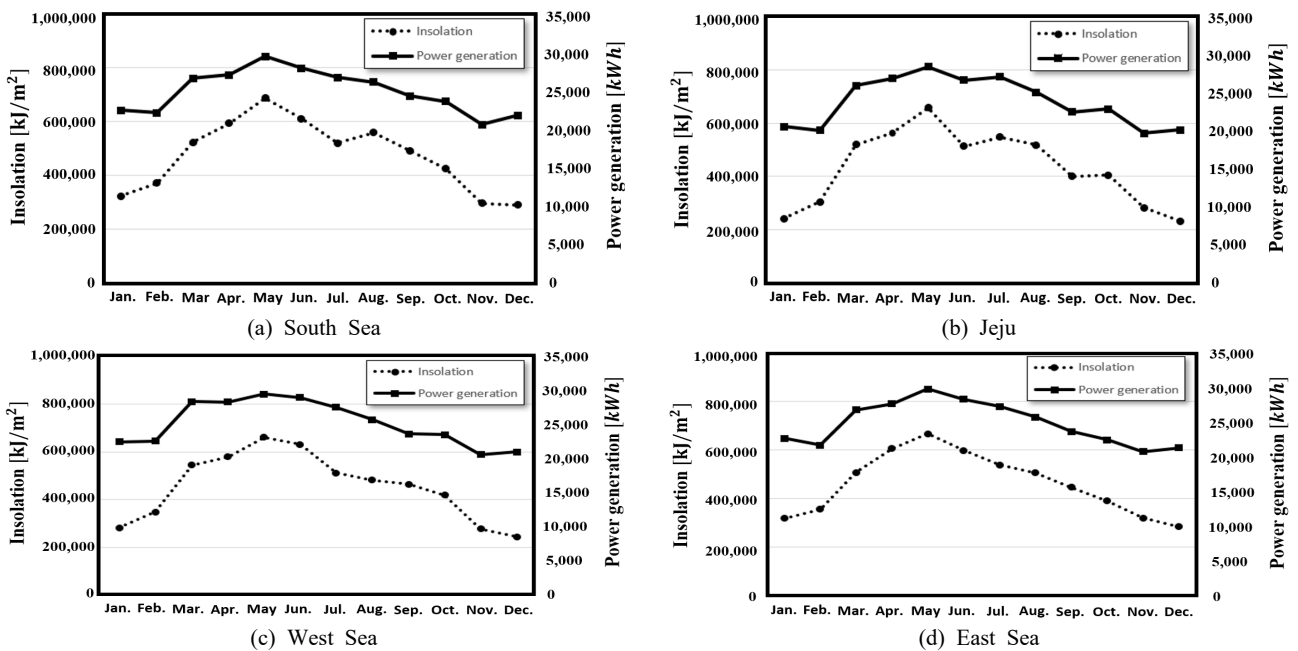 1,000,000
800,000
600,000
400,000
200,000
0
Insolation [kJ/m²]
Insolation
Power generation
35,000
30,000
25,000
20,000
15,000
10,000
5,000
0
Power generation [kWh]
Jan. Feb. Mar Apr. May Jun. Jul. Aug. Sep. Oct. Nov. Dec.
(a) South Sea
1,000,000
800,000
600,000
400,000
200,000
0
Insolation [kJ/m²]
Insolation
Power generation
35,000
30,000
25,000
20,000
15,000
10,000
5,000
0
Power generation [kWh]
Jan. Feb. Mar. Apr. May Jun. Jul. Aug. Sep. Oct. Nov. Dec.
(b) Jeju
1,000,000
800,000
600,000
400,000
200,000
0
Insolation [kJ/m²]
Insolation
Power generation
35,000
30,000
25,000
20,000
15,000
10,000
5,000
0
Power generation [kWh]
Jan. Feb. Mar. Apr. May Jun. Jul. Aug. Sep. Oct. Nov. Dec.
(c) West Sea
1,000,000
800,000
600,000
400,000
200,000
0
Insolation [kJ/m²]
Insolation
Power generation
35,000
30,000
25,000
20,000
15,000
10,000
5,000
0
Power generation [kWh]
Jan. Feb. Mar. Apr. May Jun. Jul. Aug. Sep. Oct. Nov. Dec.
(d) East Sea